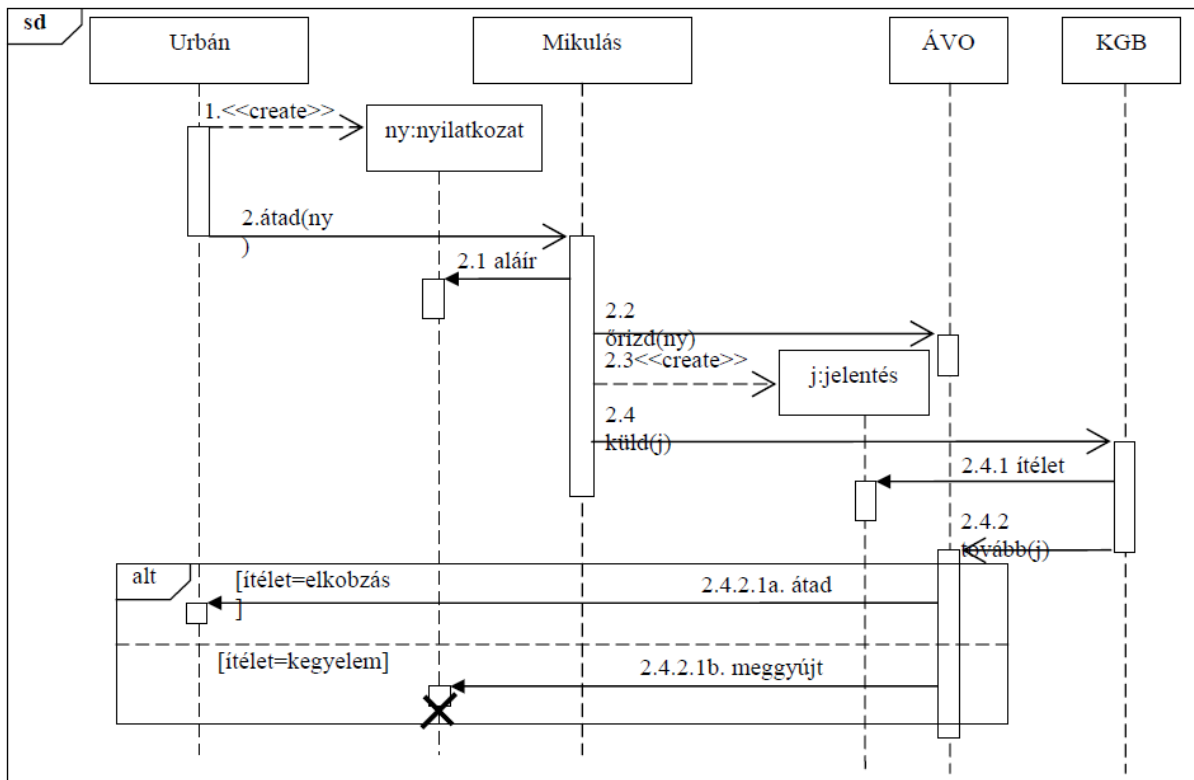 sd
Urbán
Mikulás
ÁVO
KGB
1.<<create>>
ny:nyilatkozat
2.átad(ny
)
2.1 aláír
2.2
őrizd(ny)
2.3<<create>>
j:jelentés
2.4
küld(j)
2.4.1 ítélet
2.4.2
tovább(j)
alt
[ítélet=elkobzás
]
2.4.2.1a. átad
[ítélet=kegyelem]
2.4.2.1b. meggyújt